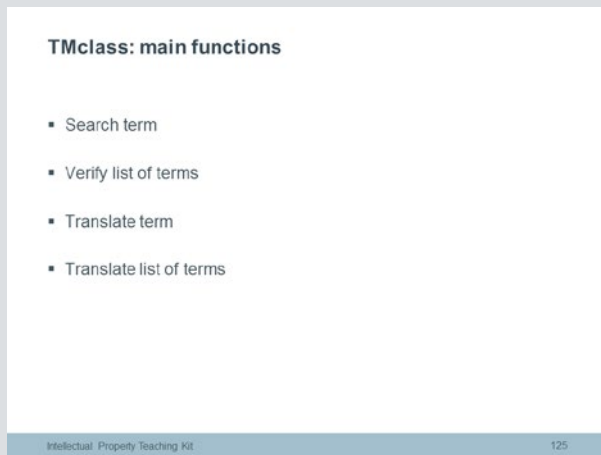 TMclass: main functions
▪ Search term
▪ Verify list of terms
▪ Translate term
▪ Translate list of terms
Intellectual Property Teaching Kit
125